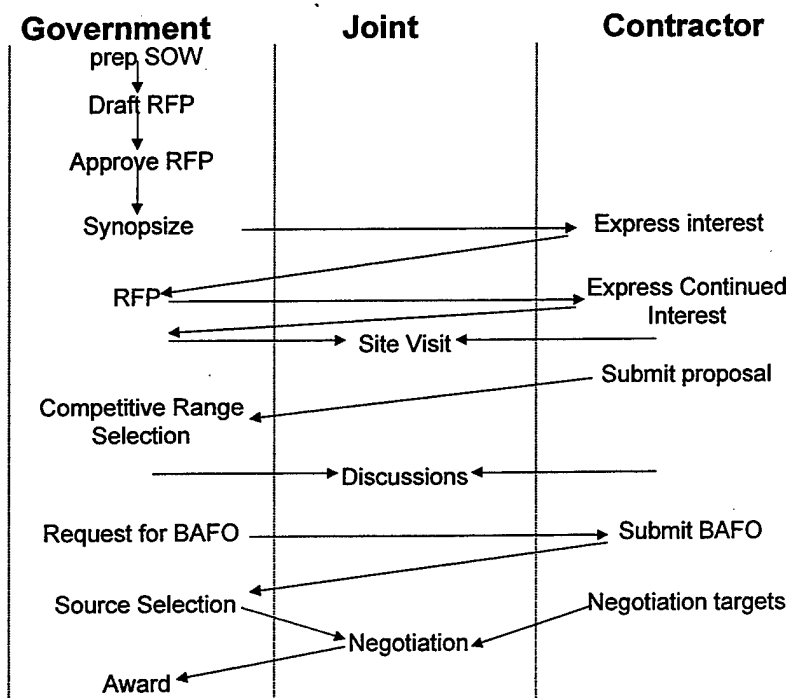 Government Joint Contractor
prep SOW
Draft RFP
Approve RFP
Synopsize
Express interest
RFP
Express Continued
Interest
Site Visit
Submit proposal
Competitive Range
Selection
Discussions
Request for BAFO
Submit BAFO
Source Selection
Negotiation targets
Negotiation
Award